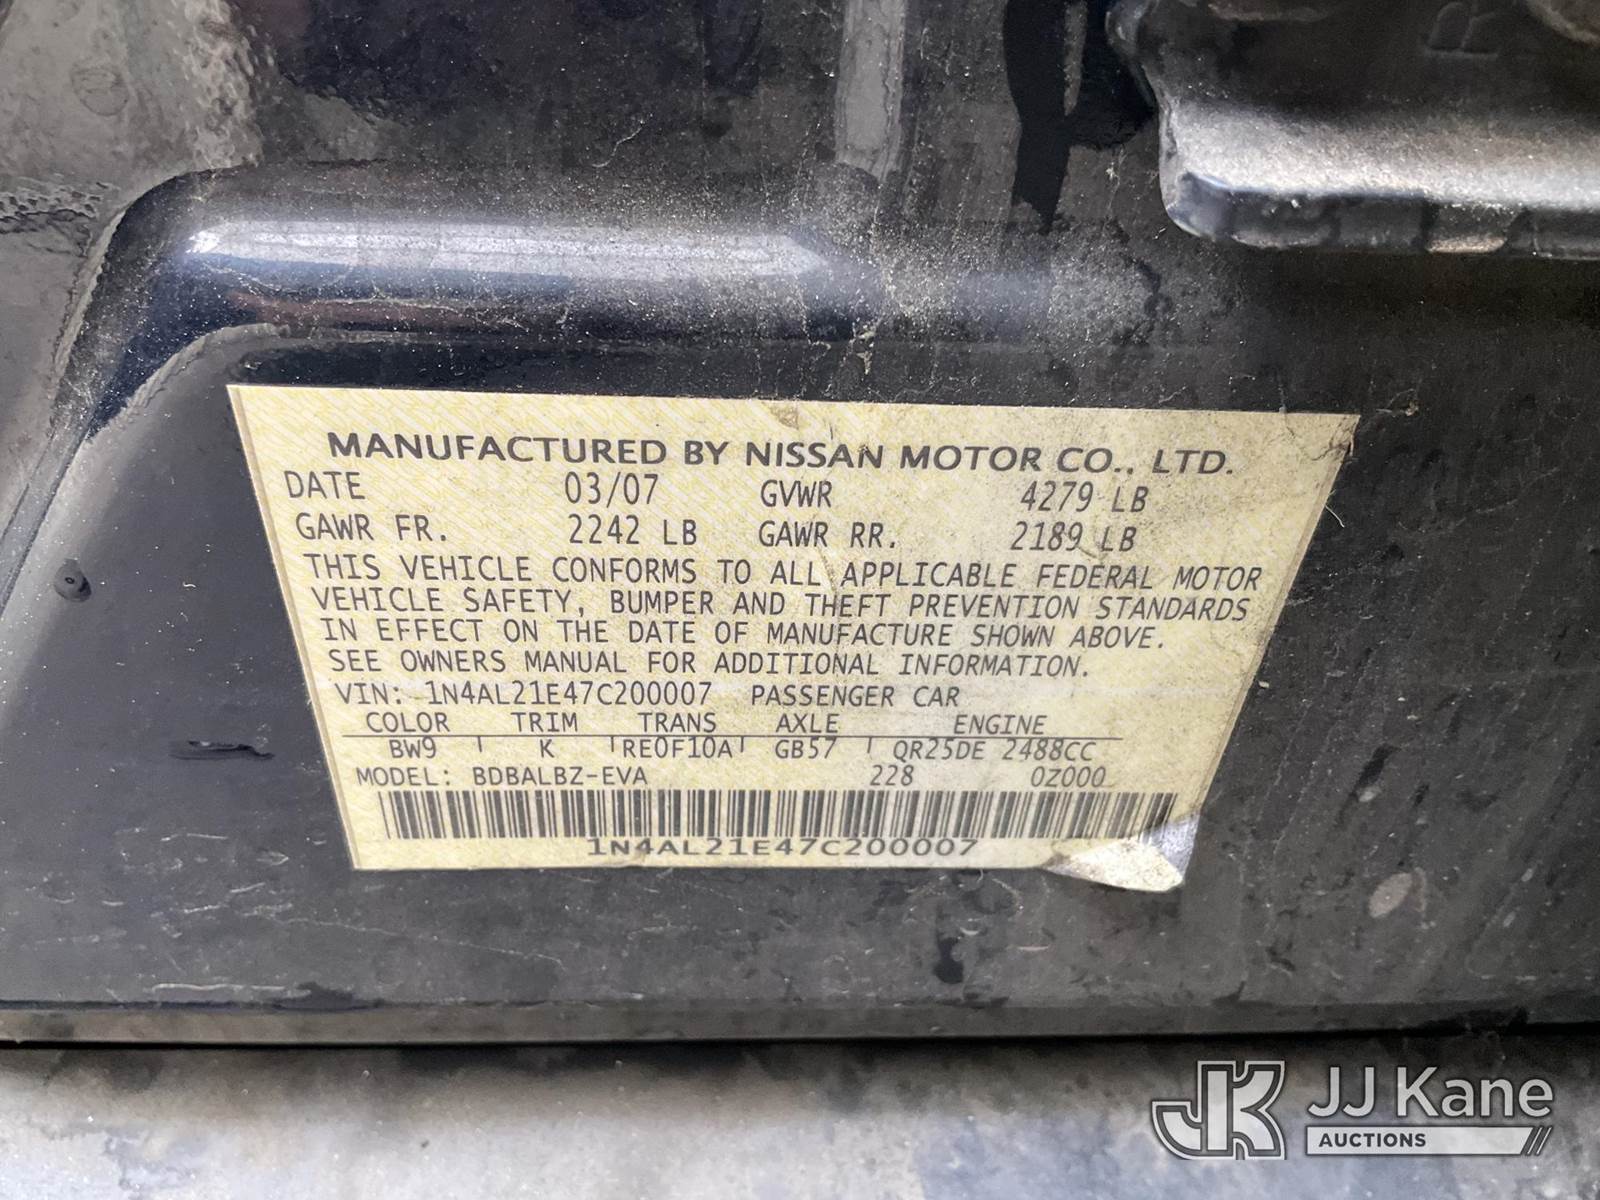 MANUFACTURED BY NISSAN MOTOR CO., LTD.
DATE 03/07 GVWR 4279 LB
GAWR FR. 2242 LB GAWR RR. 2189 LB
THIS VEHICLE CONFORMS TO ALL APPLICABLE FEDERAL MOTOR
VEHICLE SAFETY, BUMPER AND THEFT PREVENTION STANDARDS
IN EFFECT ON THE DATE OF MANUFACTURE SHOWN ABOVE.
SEE OWNERS MANUAL FOR ADDITIONAL INFORMATION.
VIN: 1N4AL21E47C200007 PASSENGER CAR
COLOR TRIM TRANS AXLE ENGINE
BW9 K RE0F10A GB57 QR25DE 2488CC
MODEL: BDBALBZ-EVA 228 0Z000
1N4AL21E47C200007
JK JJ Kane
AUCTIONS